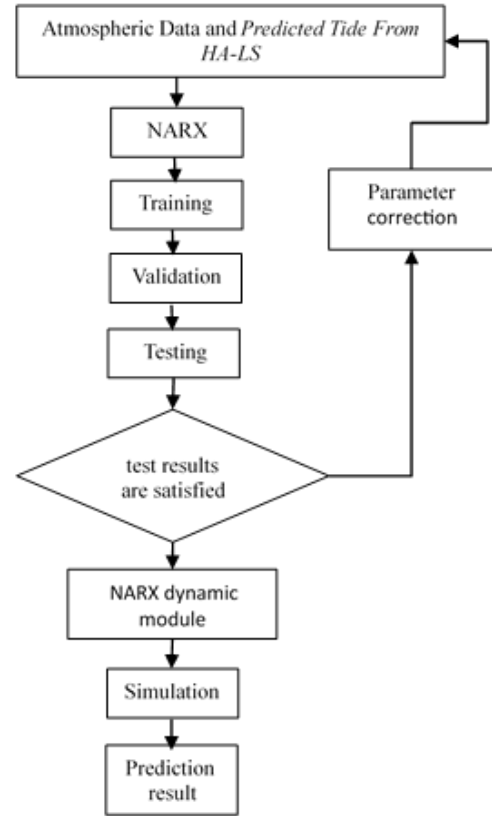 Atmospheric Data and Predicted Tide From
HA-LS
NARX
Training
Validation
Testing
test results
are satisfied
Parameter
correction
NARX dynamic
module
Simulation
Prediction
result